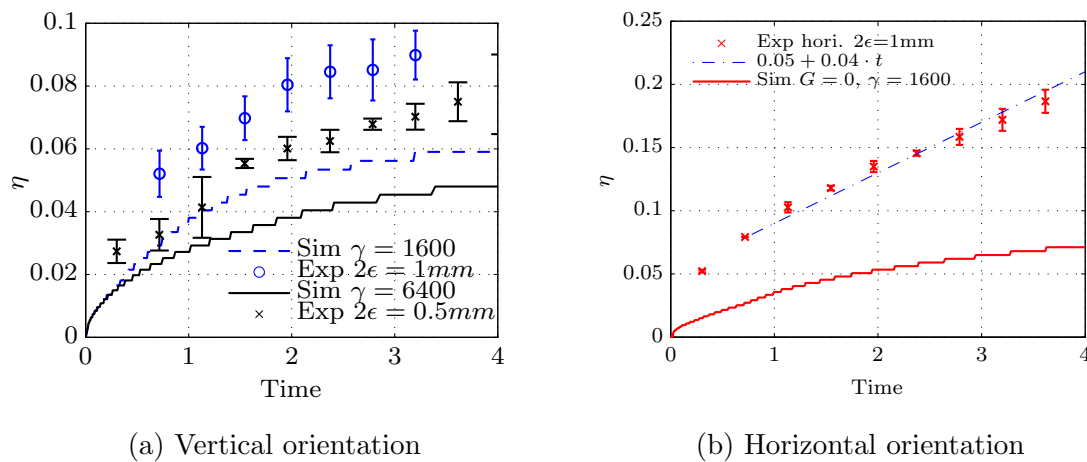 0.1
0.08
0.06
0.04
0.02
0
η
0 1 2 3 4
Time
Sim γ = 1600
Exp 2ϵ = 1mm
Sim γ = 6400
Exp 2ϵ = 0.5mm
(a) Vertical orientation
0.25
0.2
0.15
0.1
0.05
0
η
0 1 2 3 4
Time
Exp hori. 2ϵ=1mm
0.05 + 0.04 · t
Sim G = 0, γ = 1600
(b) Horizontal orientation